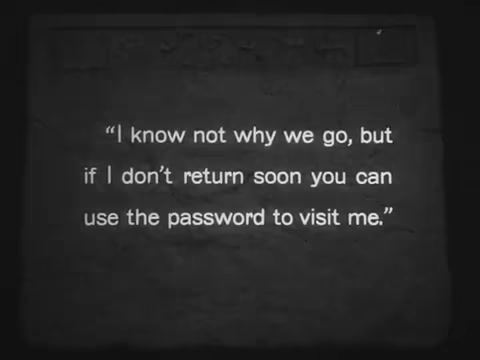 “I know not why we go, but
if I don’t return soon you can
use the password to visit me.”